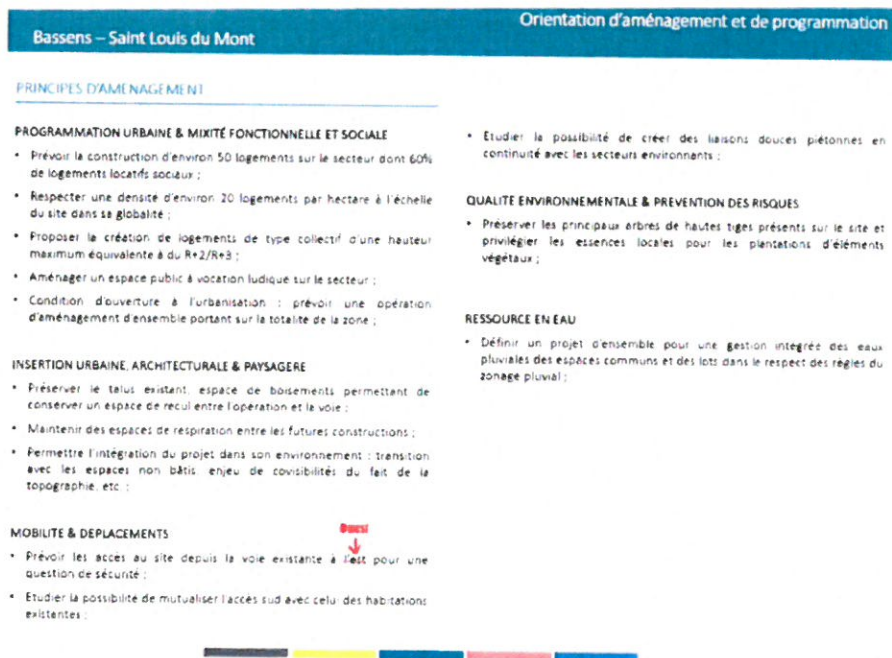 Bassens – Saint Louis du Mont
Orientation d'aménagement et de programmation
PRINCIPES D'AMENAGEMENT
PROGRAMMATION URBAINE & MIXITÉ FONCTIONNELLE ET SOCIALE
• Prévoir la construction d'environ 50 logements sur le secteur dont 60%
de logements locatifs sociaux ;
• Respecter une densité d'environ 20 logements par hectare à l'échelle
du site dans sa globalité ;
• Proposer la création de logements de type collectif d'une hauteur
maximum équivalente à du R+2/R+3 ;
• Aménager un espace public à vocation ludique sur le secteur ;
• Condition d'ouverture à l'urbanisation : prévoir une opération
d'aménagement d'ensemble portant sur la totalité de la zone ;
INSERTION URBAINE, ARCHITECTURALE & PAYSAGERE
• Préserver le talus existant, espace de boisements permettant de
conserver un espace de recul entre l'opération et la voie ;
• Maintenir des espaces de respiration entre les futures constructions ;
• Permettre l'intégration du projet dans son environnement : transition
avec les espaces non bâtis, enjeu de covisibilités du fait de la
topographie, etc. ;
MOBILITE & DEPLACEMENTS
Ouest
• Prévoir les accès au site depuis la voie existante à l'est pour une
question de sécurité ;
• Etudier la possibilité de mutualiser l'accès sud avec celui des habitations
existantes ;
• Etudier la possibilité de créer des liaisons douces piétonnes en
continuité avec les secteurs environnants ;
QUALITE ENVIRONNEMENTALE & PREVENTION DES RISQUES
• Préserver les principaux arbres de hautes tiges présents sur le site et
privilégier les essences locales pour les plantations d'éléments
végétaux ;
RESSOURCE EN EAU
• Définir un projet d'ensemble pour une gestion intégrée des eaux
pluviales des espaces communs et des lots dans le respect des règles du
zonage pluvial ;